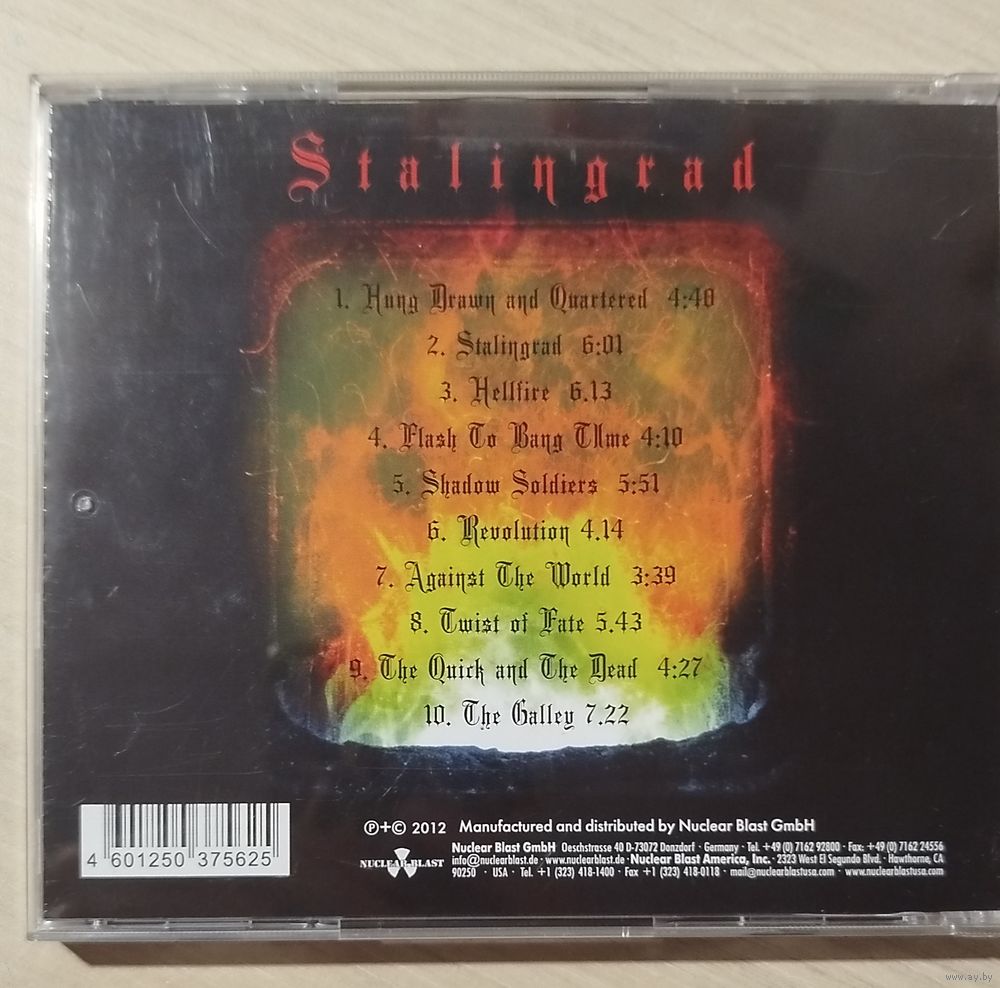 Stalingrad
1. Hung Drawn and Quartered 4:40
2. Stalingrad 6:01
3. Hellfire 6.13
4. Flash To Bang TIIme 4:10
5. Shadow Soldiers 5:51
6. Revolution 4.14
7. Against The World 3:39
8. Twist of Fate 5.43
9. The Quick and The Dead 4:27
10. The Galley 7.22
℗+© 2012 Manufactured and distributed by Nuclear Blast GmbH
NUCLEAR BLAST
Nuclear Blast GmbH Oeschstrasse 40 D-73072 Donzdorf · Germany · Tel. +49 (0) 7162 92800 · Fax: +49 (0) 7162 24556
info@nuclearblast.de · www.nuclearblast.de · Nuclear Blast America, Inc. · 2323 West El Segundo Blvd. · Hawthorne, CA
90250 · USA · Tel. +1 (323) 418-1400 · Fax +1 (323) 418-0118 · mail@nuclearblastusa.com · www.nuclearblastusa.com
4 601250 375625
www.ay.by